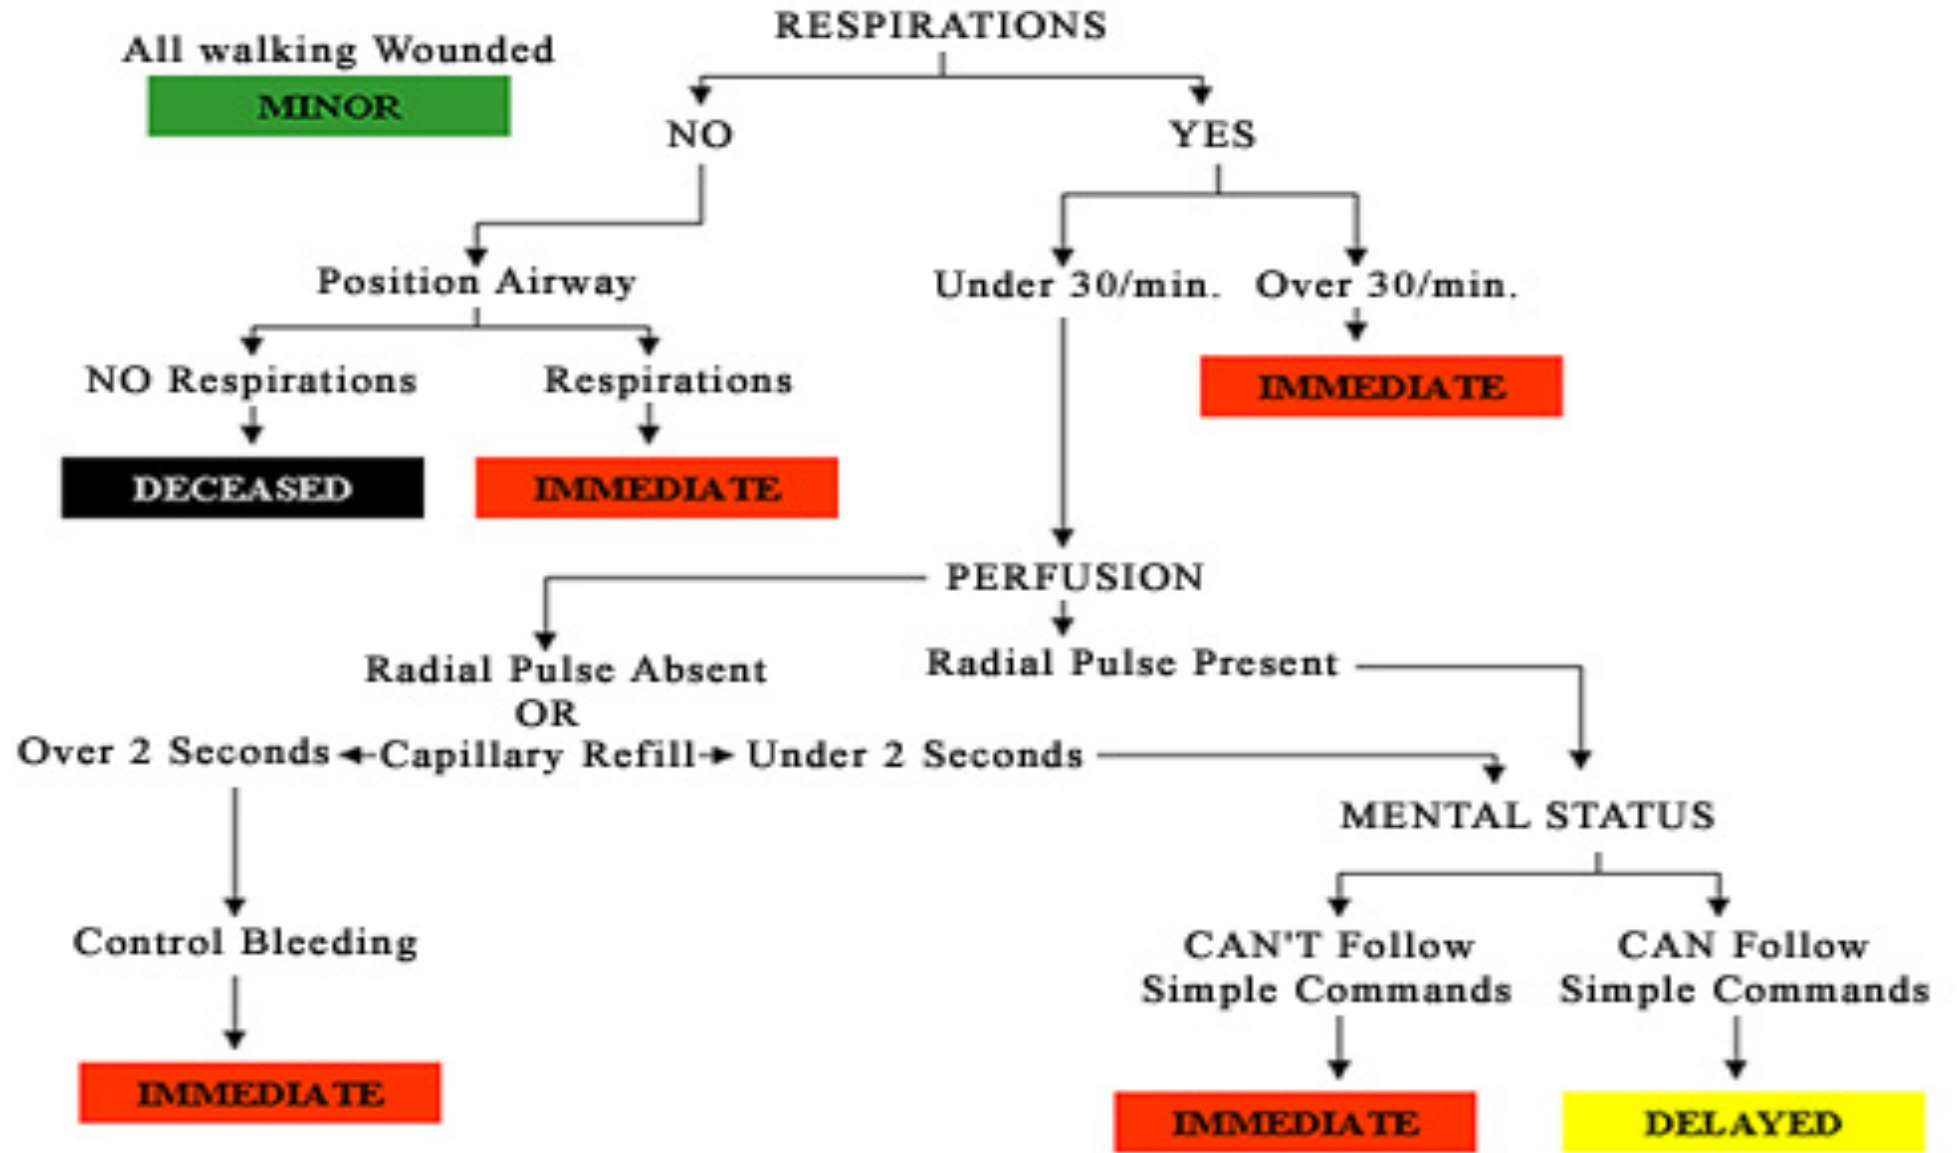 RESPIRATIONS
All walking Wounded
MINOR
NO
YES
Position Airway
Under 30/min.
Over 30/min.
NO Respirations
Respirations
IMMEDIATE
DECEASED
IMMEDIATE
PERFUSION
Radial Pulse Absent
Radial Pulse Present
OR
Over 2 Seconds
Capillary Refill
Under 2 Seconds
MENTAL STATUS
Control Bleeding
CAN'T Follow
Simple Commands
CAN Follow
Simple Commands
IMMEDIATE
IMMEDIATE
DELAYED